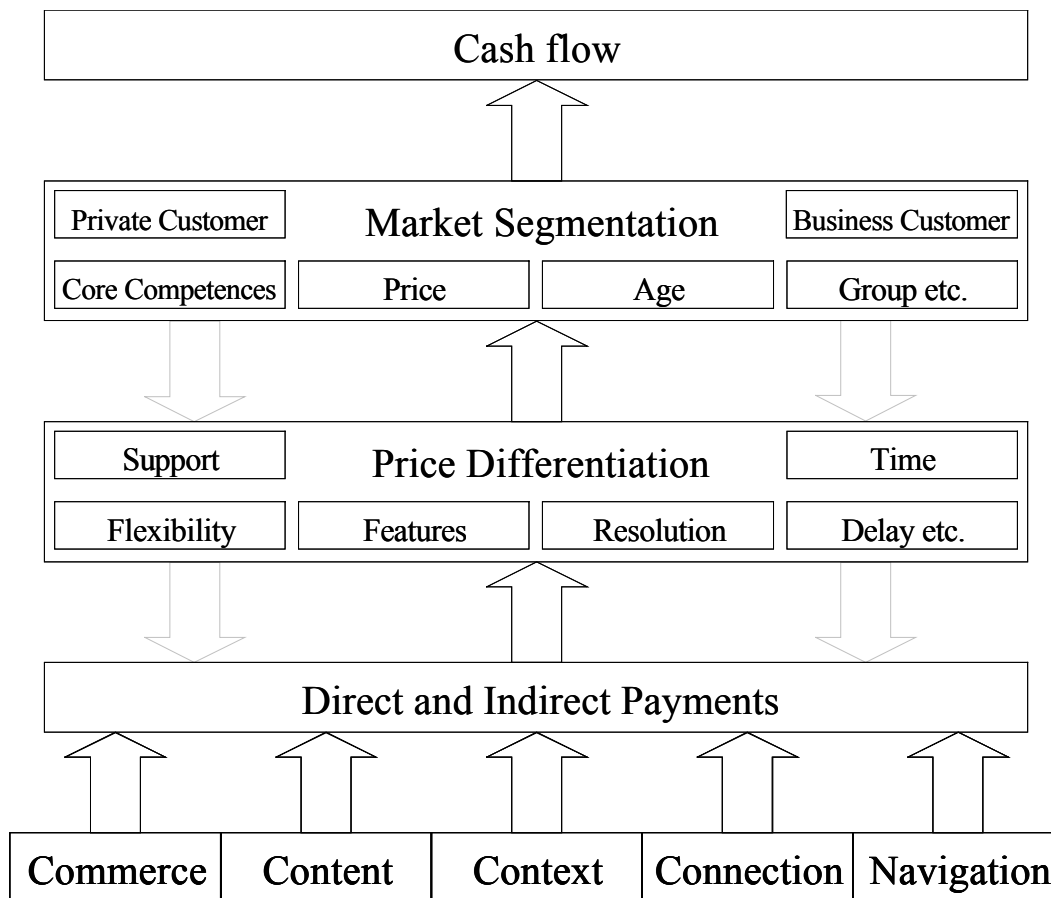 Cash flow
Private Customer
Market Segmentation
Business Customer
Core Competences
Price
Age
Group etc.
Support
Price Differentiation
Time
Flexibility
Features
Resolution
Delay etc.
Direct and Indirect Payments
Commerce
Content
Context
Connection
Navigation